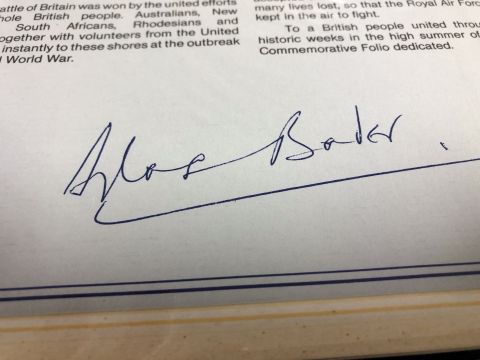 attle of Britain was won by the united efforts
hole British people. Australians, New
South Africans, Rhodesians and
ogether with volunteers from the United
instantly to these shores at the outbreak
World War.
many lives lost, so that the Royal Air Forc
kept in the air to fight.
To a British people united throu
historic weeks in the high summer of
Commemorative Folio dedicated.
Bader